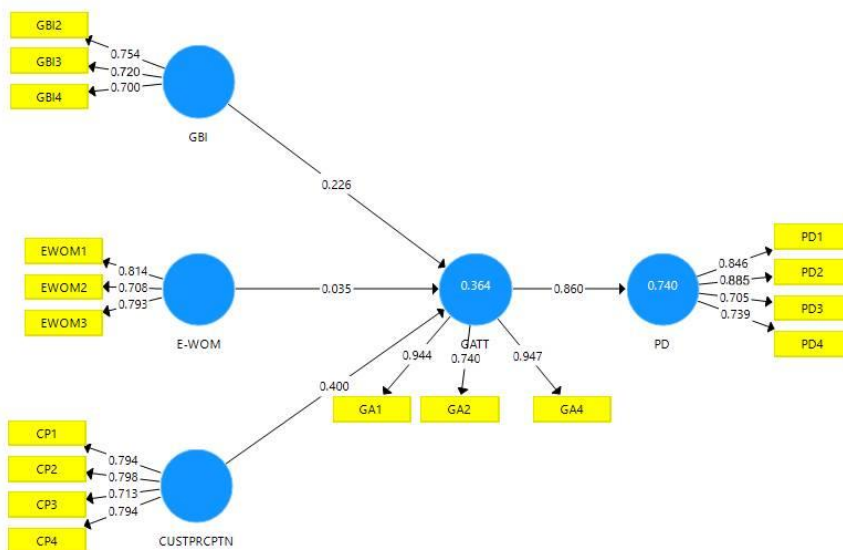 GBI2
GBI3
GBI4
0.754
0.720
0.700
GBI
0.226
EWOM1
EWOM2
EWOM3
0.814
0.708
0.793
E-WOM
0.035
0.364
GATT
0.860
0.740
PD
0.846
0.885
0.705
0.739
PD1
PD2
PD3
PD4
0.944
0.740
0.947
GA1
GA2
GA4
0.400
CP1
CP2
CP3
CP4
0.794
0.798
0.713
0.794
CUSTPRCPTN